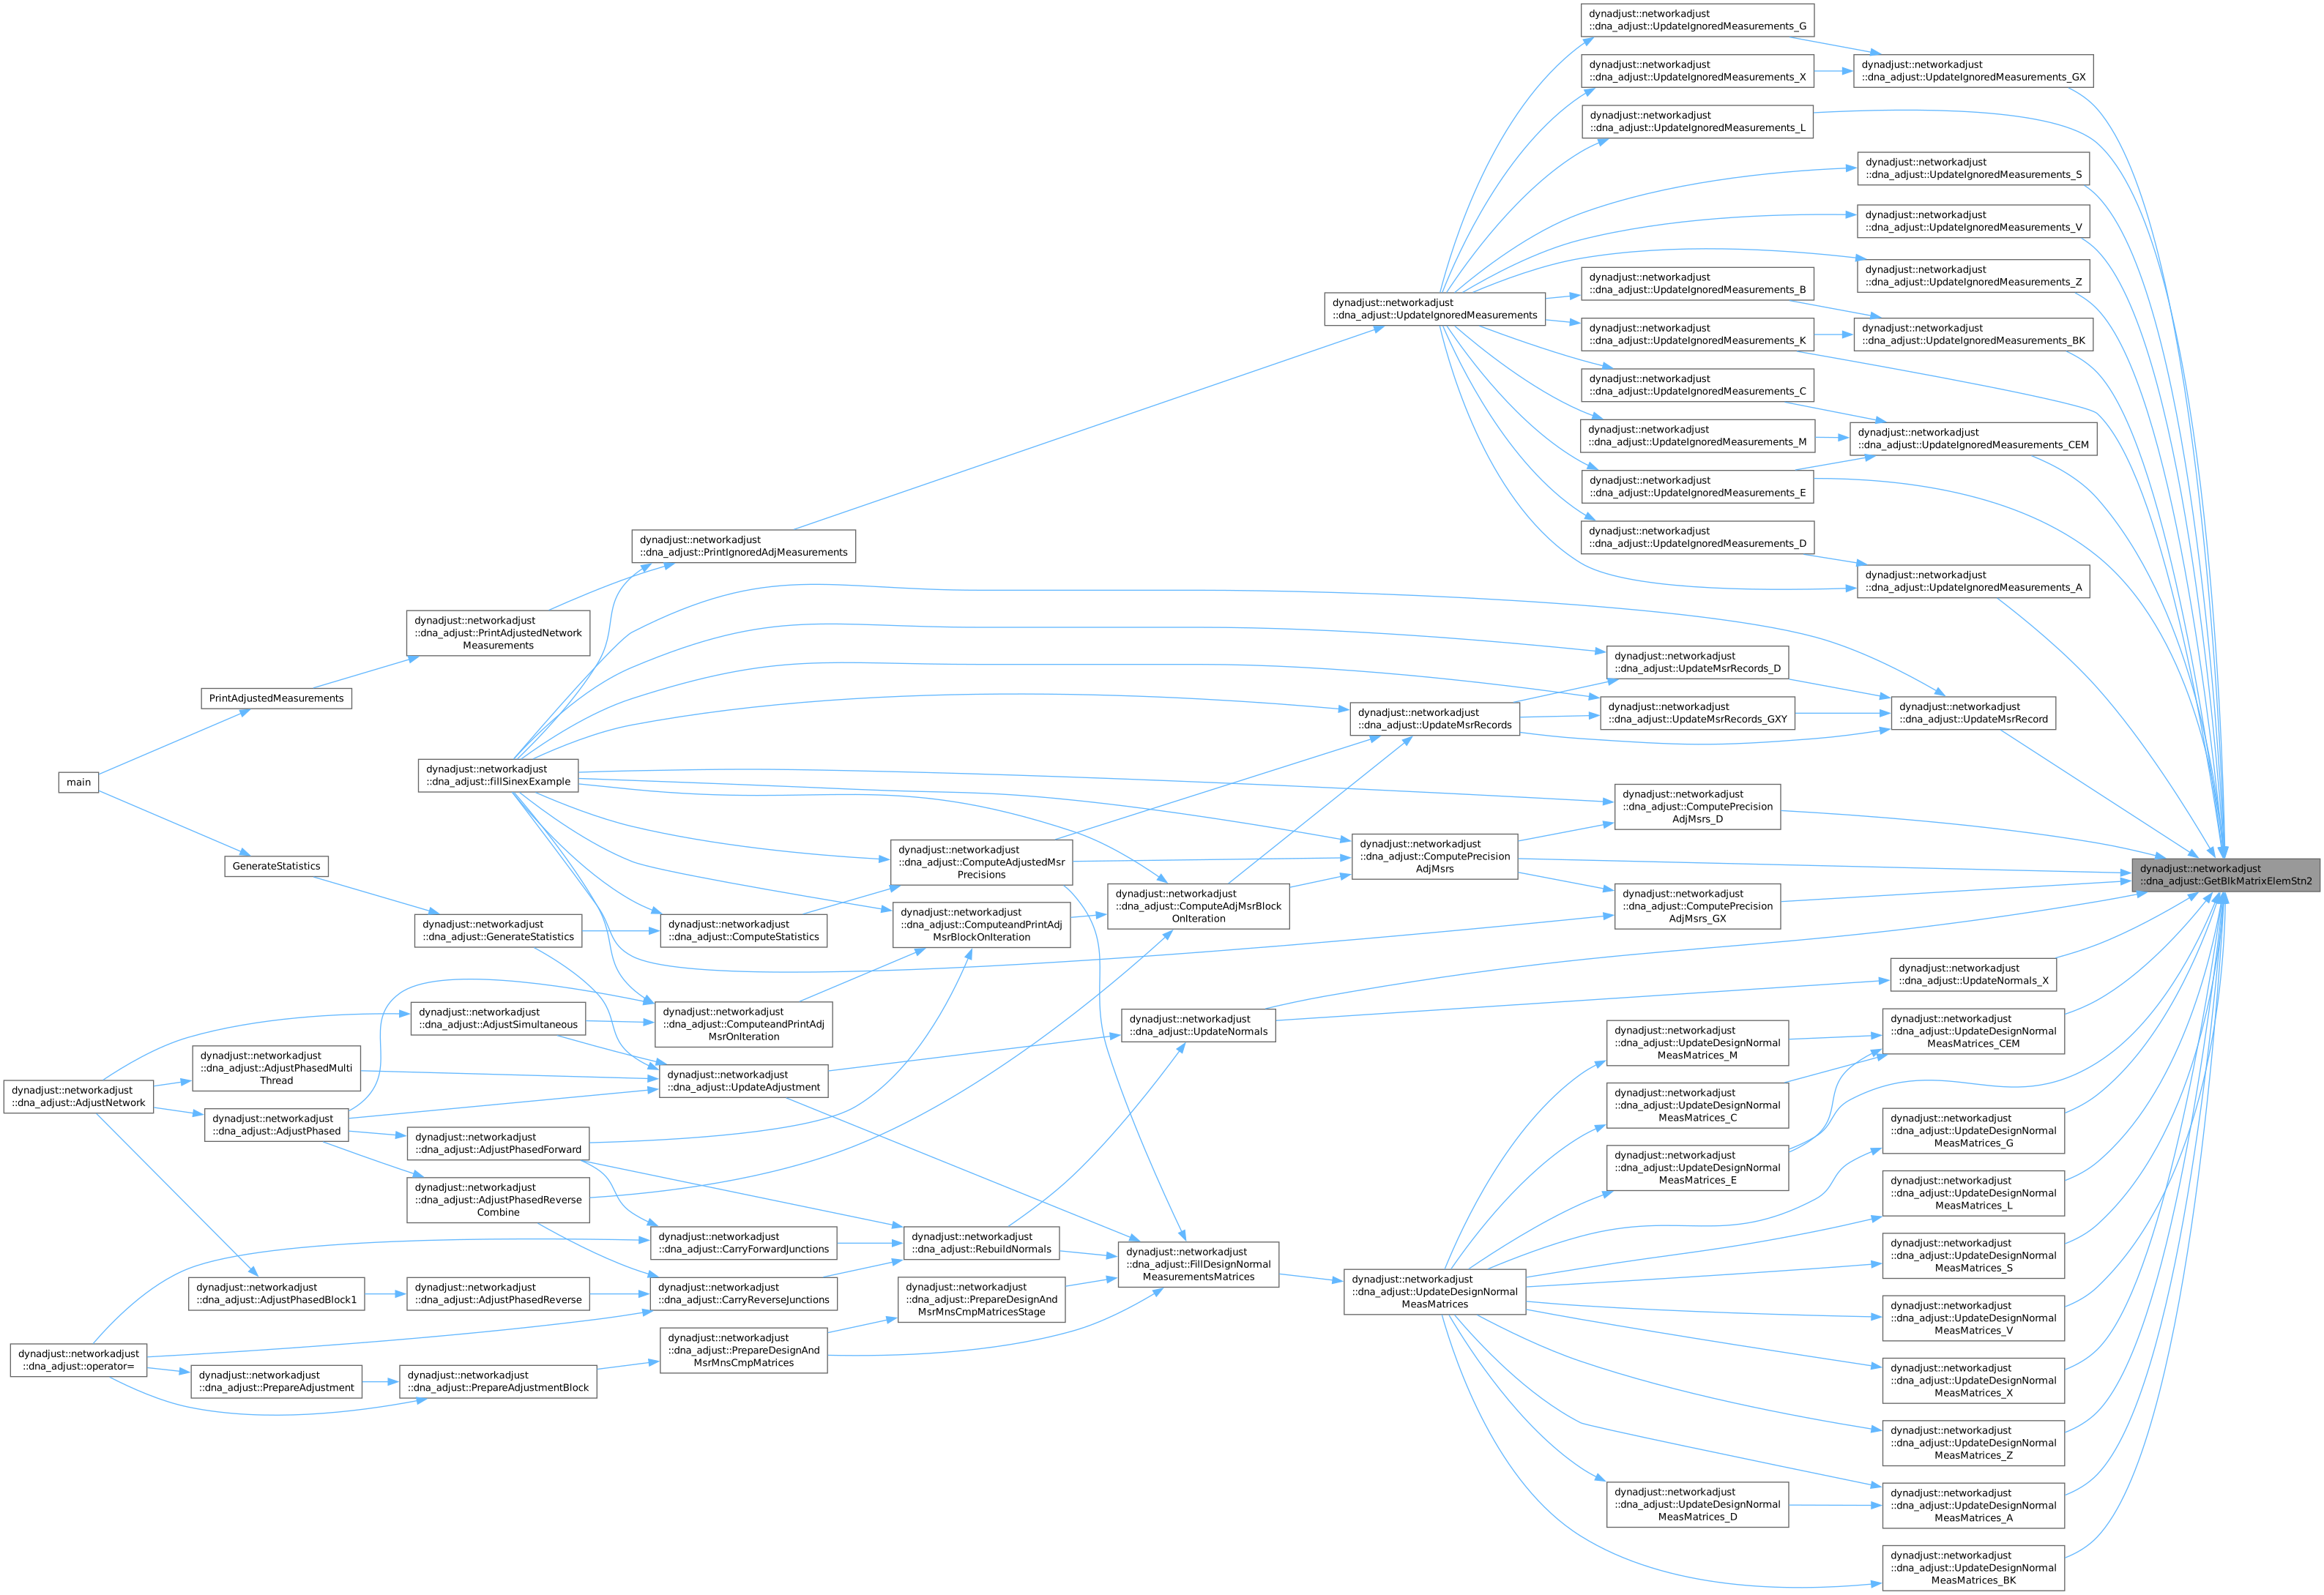 dynadjust::networkadjust
::dna_adjust::UpdateIgnoredMeasurements_G
dynadjust::networkadjust
::dna_adjust::UpdateIgnoredMeasurements_X
dynadjust::networkadjust
::dna_adjust::UpdateIgnoredMeasurements_GX
dynadjust::networkadjust
::dna_adjust::UpdateIgnoredMeasurements_L
dynadjust::networkadjust
::dna_adjust::UpdateIgnoredMeasurements_S
dynadjust::networkadjust
::dna_adjust::UpdateIgnoredMeasurements_V
dynadjust::networkadjust
::dna_adjust::UpdateIgnoredMeasurements_Z
dynadjust::networkadjust
::dna_adjust::UpdateIgnoredMeasurements_B
dynadjust::networkadjust
::dna_adjust::UpdateIgnoredMeasurements
dynadjust::networkadjust
::dna_adjust::UpdateIgnoredMeasurements_K
dynadjust::networkadjust
::dna_adjust::UpdateIgnoredMeasurements_BK
dynadjust::networkadjust
::dna_adjust::UpdateIgnoredMeasurements_C
dynadjust::networkadjust
::dna_adjust::UpdateIgnoredMeasurements_M
dynadjust::networkadjust
::dna_adjust::UpdateIgnoredMeasurements_CEM
dynadjust::networkadjust
::dna_adjust::UpdateIgnoredMeasurements_E
dynadjust::networkadjust
::dna_adjust::UpdateIgnoredMeasurements_D
dynadjust::networkadjust
::dna_adjust::PrintIgnoredAdjMeasurements
dynadjust::networkadjust
::dna_adjust::UpdateIgnoredMeasurements_A
dynadjust::networkadjust
::dna_adjust::PrintAdjustedNetwork
Measurements
dynadjust::networkadjust
::dna_adjust::UpdateMsrRecords_D
PrintAdjustedMeasurements
dynadjust::networkadjust
::dna_adjust::UpdateMsrRecords
dynadjust::networkadjust
::dna_adjust::UpdateMsrRecords_GXY
dynadjust::networkadjust
::dna_adjust::UpdateMsrRecord
main
dynadjust::networkadjust
::dna_adjust::fillSinexExample
dynadjust::networkadjust
::dna_adjust::ComputePrecision
AdjMsrs_D
GenerateStatistics
dynadjust::networkadjust
::dna_adjust::ComputeAdjustedMsr
Precisions
dynadjust::networkadjust
::dna_adjust::ComputePrecision
AdjMsrs
dynadjust::networkadjust
::dna_adjust::GetBlkMatrixElemStn2
dynadjust::networkadjust
::dna_adjust::ComputeAdjMsrBlock
OnIteration
dynadjust::networkadjust
::dna_adjust::ComputePrecision
AdjMsrs_GX
dynadjust::networkadjust
::dna_adjust::GenerateStatistics
dynadjust::networkadjust
::dna_adjust::ComputeStatistics
dynadjust::networkadjust
::dna_adjust::ComputeandPrintAdj
MsrBlockOnIteration
dynadjust::networkadjust
::dna_adjust::UpdateNormals_X
dynadjust::networkadjust
::dna_adjust::AdjustSimultaneous
dynadjust::networkadjust
::dna_adjust::ComputeandPrintAdj
MsrOnIteration
dynadjust::networkadjust
::dna_adjust::UpdateNormals
dynadjust::networkadjust
::dna_adjust::UpdateDesignNormal
MeasMatrices_M
dynadjust::networkadjust
::dna_adjust::UpdateDesignNormal
MeasMatrices_CEM
dynadjust::networkadjust
::dna_adjust::AdjustPhasedMulti
Thread
dynadjust::networkadjust
::dna_adjust::UpdateAdjustment
dynadjust::networkadjust
::dna_adjust::AdjustNetwork
dynadjust::networkadjust
::dna_adjust::UpdateDesignNormal
MeasMatrices_C
dynadjust::networkadjust
::dna_adjust::AdjustPhased
dynadjust::networkadjust
::dna_adjust::AdjustPhasedForward
dynadjust::networkadjust
::dna_adjust::UpdateDesignNormal
MeasMatrices_G
dynadjust::networkadjust
::dna_adjust::UpdateDesignNormal
MeasMatrices_E
dynadjust::networkadjust
::dna_adjust::AdjustPhasedReverse
Combine
dynadjust::networkadjust
::dna_adjust::UpdateDesignNormal
MeasMatrices_L
dynadjust::networkadjust
::dna_adjust::CarryForwardJunctions
dynadjust::networkadjust
::dna_adjust::RebuildNormals
dynadjust::networkadjust
::dna_adjust::FillDesignNormal
MeasurementsMatrices
dynadjust::networkadjust
::dna_adjust::UpdateDesignNormal
MeasMatrices_S
dynadjust::networkadjust
::dna_adjust::AdjustPhasedBlock1
dynadjust::networkadjust
::dna_adjust::AdjustPhasedReverse
dynadjust::networkadjust
::dna_adjust::CarryReverseJunctions
dynadjust::networkadjust
::dna_adjust::PrepareDesignAnd
MsrMnsCmpMatricesStage
dynadjust::networkadjust
::dna_adjust::UpdateDesignNormal
MeasMatrices
dynadjust::networkadjust
::dna_adjust::UpdateDesignNormal
MeasMatrices_V
dynadjust::networkadjust
::dna_adjust::operator=
dynadjust::networkadjust
::dna_adjust::PrepareDesignAnd
MsrMnsCmpMatrices
dynadjust::networkadjust
::dna_adjust::PrepareAdjustment
dynadjust::networkadjust
::dna_adjust::PrepareAdjustmentBlock
dynadjust::networkadjust
::dna_adjust::UpdateDesignNormal
MeasMatrices_X
dynadjust::networkadjust
::dna_adjust::UpdateDesignNormal
MeasMatrices_Z
dynadjust::networkadjust
::dna_adjust::UpdateDesignNormal
MeasMatrices_D
dynadjust::networkadjust
::dna_adjust::UpdateDesignNormal
MeasMatrices_A
dynadjust::networkadjust
::dna_adjust::UpdateDesignNormal
MeasMatrices_BK